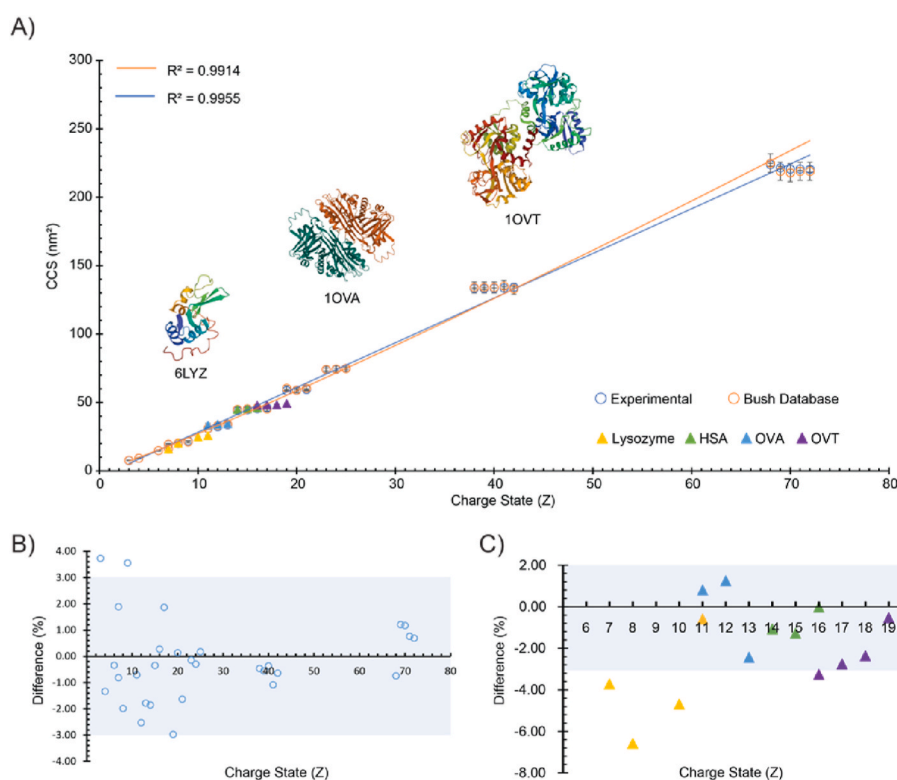 A)
300
250
200
150
100
50
0
CCS (nm²)
R² = 0.9914
R² = 0.9955
6LYZ
1OVA
1OVT
Experimental Bush Database
Lysozyme HSA OVA OVT
0 10 20 30 40 50 60 70 80
Charge State (Z)
B)
4.00
3.00
2.00
1.00
0.00
-1.00
-2.00
-3.00
-4.00
Difference (%)
10 20 30 40 50 60 70 80
Charge State (Z)
C)
2.00
0.00
-2.00
-4.00
-6.00
-8.00
Difference (%)
6 7 8 9 10 11 12 13 14 15 16 17 18 19
Charge State (Z)